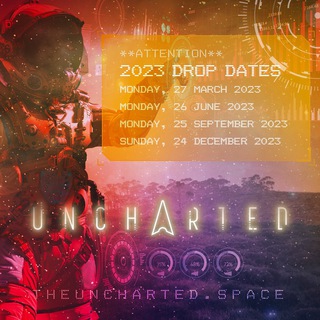 **ATTENTION**
2023 DROP DATES
MONDAY, 27 MARCH 2023
MONDAY, 26 JUNE 2023
MONDAY, 25 SEPTEMBER 2023
SUNDAY, 24 DECEMBER 2023
UNCHARTED
THEUNCHARTED.SPACE